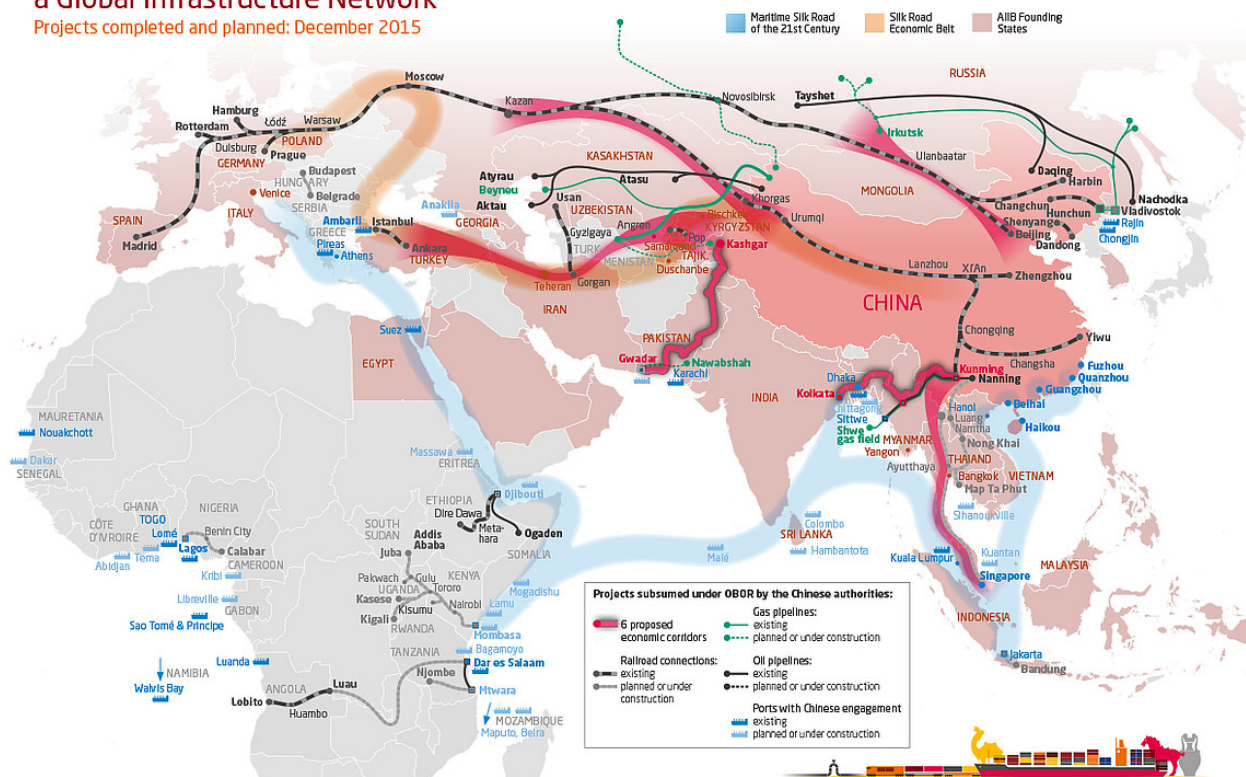 a Global Infrastructure Network
Projects completed and planned: December 2015
Maritime Silk Road
of the 21st Century
Silk Road
Economic Belt
AIIB Founding
States
RUSSIA
Moscow
Kazan
Novosibirsk
Tayshet
Irkutsk
Ulanbaatar
Hamburg
Rotterdam
Łódź
Warsaw
Duisburg
POLAND
GERMANY
Prague
Budapest
HUNGARY
Belgrade
SERBIA
Venice
ITALY
SPAIN
Madrid
GREECE
Ambarli
Istanbul
Pireas
Athens
Anaklia
GEORGIA
Ankara
TURKEY
KASAKHSTAN
Atyrau
Beyneu
Aktau
Atasu
Usan
UZBEKISTAN
Angren
Gyzlgaya
TURK
MENISTAN
Samarqand
Pop
TAJIK.
Duschanbe
Bischkek
KYRGYZSTAN
Khorgas
Urumqi
Kashgar
Teheran
Gorgan
IRAN
MONGOLIA
Daqing
Harbin
Changchun
Hunchun
Shenyang
Beijing
Dandong
Nachodka
Vladivostok
Rajin
Chongjin
Lanzhou
Xi'An
Zhengzhou
CHINA
Chongqing
Yiwu
Changsha
Fuzhou
Quanzhou
Guangzhou
Kunming
Nanning
Beihai
Haikou
PAKISTAN
Gwadar
Nawabshah
Karachi
INDIA
Dhaka
Kolkata
Chittagong
Sittwe
Shwe
gas field
MYANMAR
Yangon
Hanoi
Luang
Namtha
Nong Khai
THAILAND
Ayutthaya
Bangkok
VIETNAM
Map Ta Phut
Sihanoukville
Colombo
SRI LANKA
Hambantota
Malé
Kuala Lumpur
Kuantan
Singapore
MALAYSIA
INDONESIA
Jakarta
Bandung
Suez
EGYPT
MAURETANIA
Nouakchott
Dakar
SENEGAL
Massawa
ERITREA
Djibouti
ETHIOPIA
Dire Dawa
Meta-
hara
Ogaden
SOMALIA
GHANA
TOGO
CÔTE
D'IVROIRE
Lomé
Tema
Abidjan
NIGERIA
Benin City
Lagos
Calabar
CAMEROON
Kribi
Libreville
GABON
Sao Tomé & Principe
SOUTH
SUDAN
Addis
Ababa
Juba
Pakwach
Gulu
KENYA
UGANDA
Tororo
Kasese
Kisumu
Nairobi
Kigali
RWANDA
Mogadishu
Lamu
Mombasa
Bagamoyo
TANZANIA
Dar es Salaam
Njombe
Mtwara
MOZAMBIQUE
Maputo, Beira
Luanda
NAMIBIA
Walvis Bay
ANGOLA
Luau
Lobito
Huambo
Projects subsumed under OBOR by the Chinese authorities:
6 proposed
economic corridors
Gas pipelines:
existing
planned or under construction
Railroad connections:
existing
planned or under
construction
Oil pipelines:
existing
planned or under construction
Ports with Chinese engagement
existing
planned or under construction